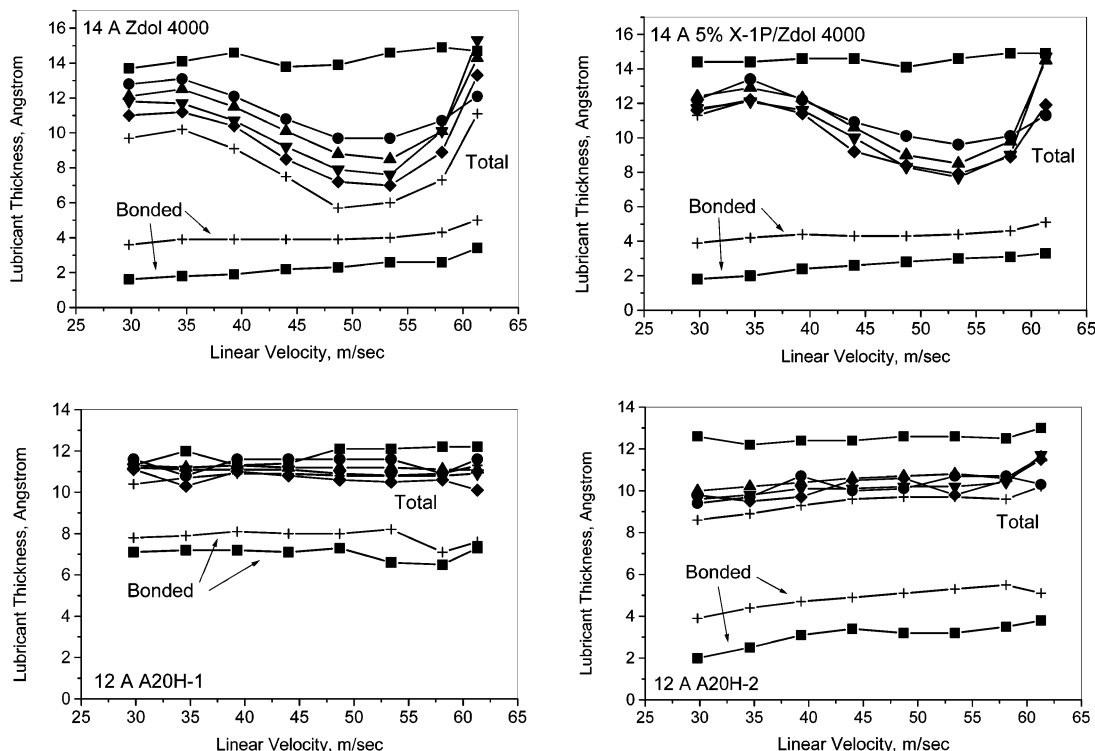 14 A Zdol 4000
Lubricant Thickness, Angstrom
16
14
12
10
8
6
4
2
0
Total
Bonded
25 30 35 40 45 50 55 60 65
Linear Velocity, m/sec
14 A 5% X-1P/Zdol 4000
Lubricant Thickness, Angstrom
16
14
12
10
8
6
4
2
0
Total
Bonded
25 30 35 40 45 50 55 60 65
Linear Velocity, m/sec
Lubricant Thickness, Angstrom
14
12
10
8
6
4
2
0
Total
Bonded
12 A A20H-1
25 30 35 40 45 50 55 60 65
Linear Velocity, m/sec
Lubricant Thickness, Angstrom
14
12
10
8
6
4
2
0
Total
Bonded
12 A A20H-2
25 30 35 40 45 50 55 60 65
Linear Velocity, m/sec